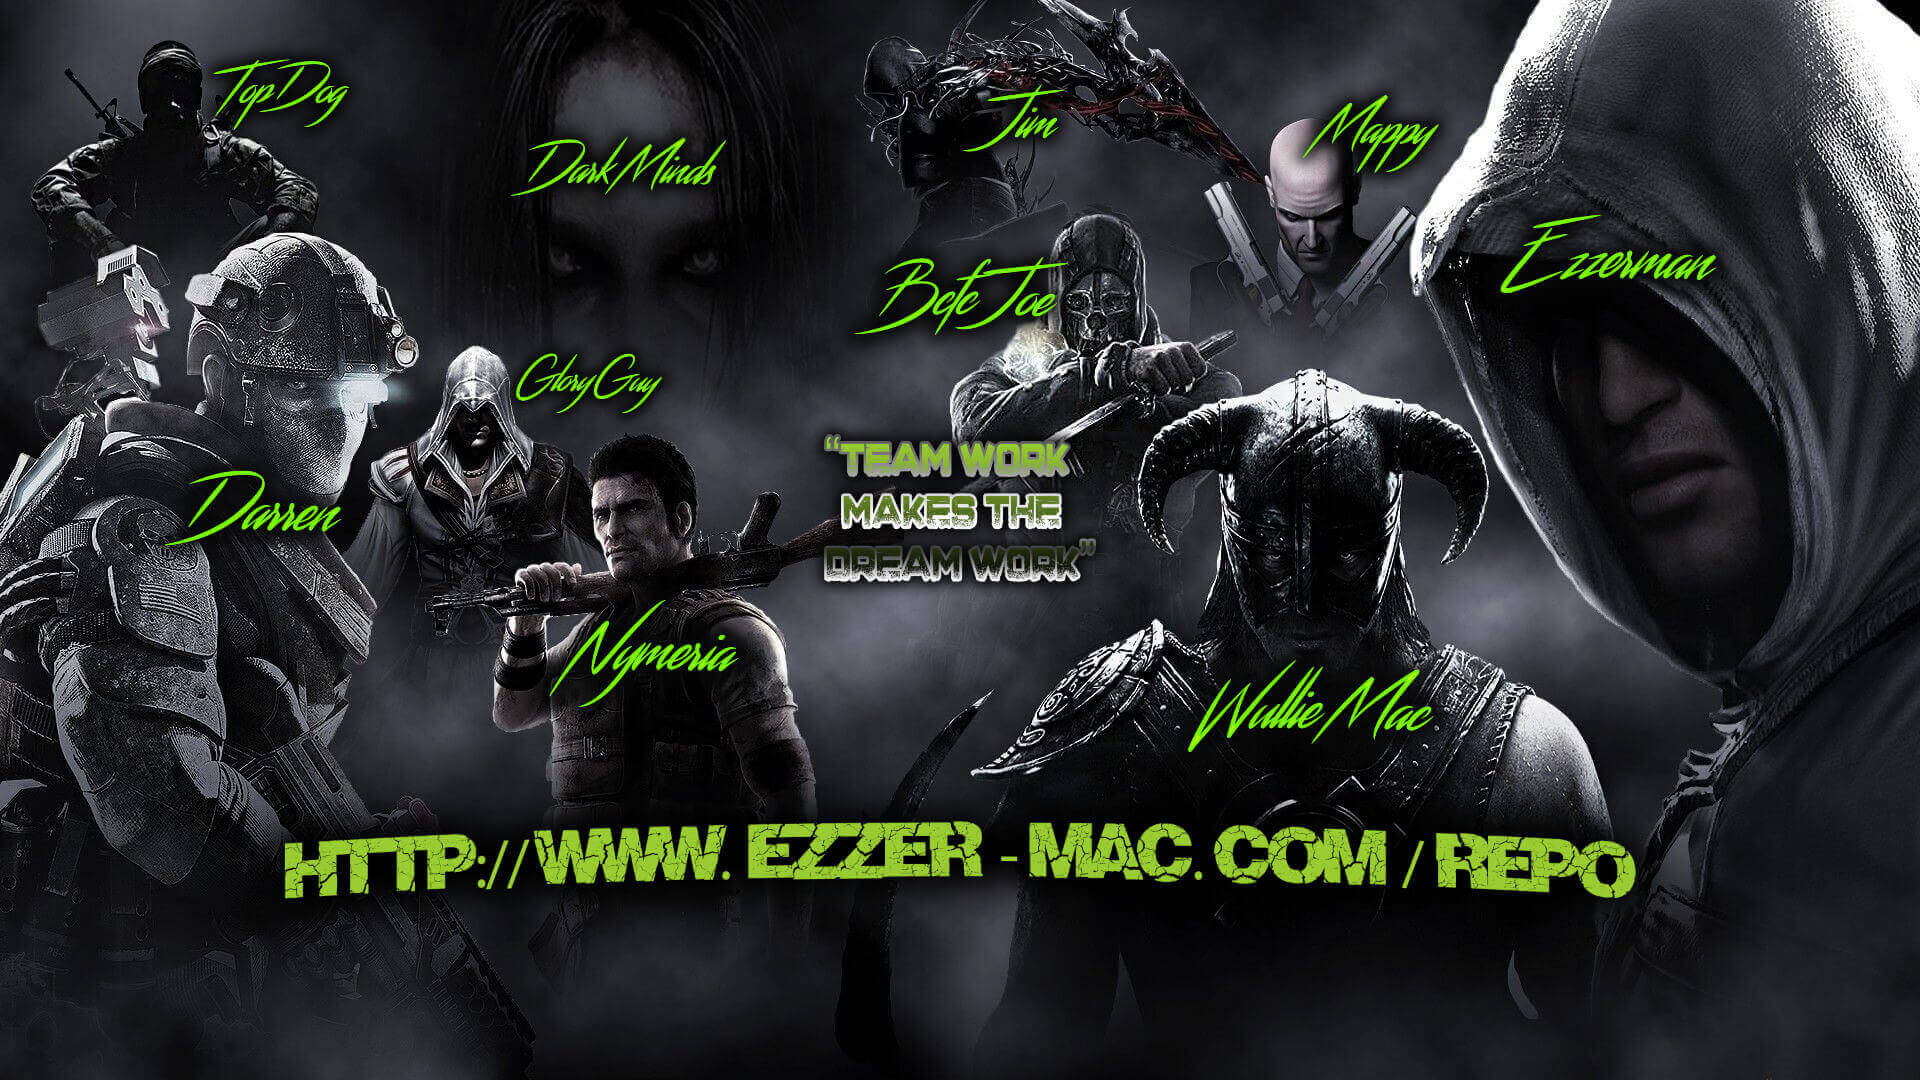 TopDog
DarkMinds
Jim
Mappy
Ezzerman
BcfcJoe
GloryGuy
Darren
"TEAM WORK
MAKES THE
DREAM WORK"
Nymeria
WullieMac
HTTP://WWW.EZZER-MAC.COM/REPO